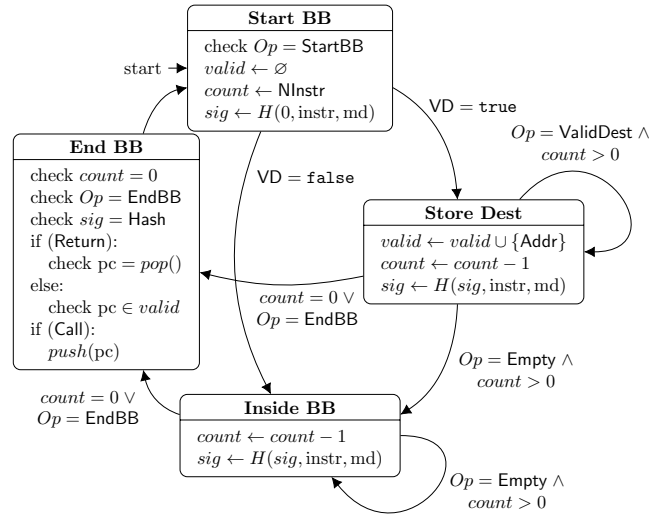 Start BB
check Op = StartBB
valid ← ∅
count ← NInstr
sig ← H(0, instr, md)
start
VD = true
VD = false
Op = ValidDest ∧
count > 0
End BB
check count = 0
check Op = EndBB
check sig = Hash
if (Return):
check pc = pop()
else:
check pc ∈ valid
if (Call):
push(pc)
Store Dest
valid ← valid ∪ {Addr}
count ← count − 1
sig ← H(sig, instr, md)
count = 0 ∨
Op = EndBB
Op = Empty ∧
count > 0
count = 0 ∨
Op = EndBB
Inside BB
count ← count − 1
sig ← H(sig, instr, md)
Op = Empty ∧
count > 0